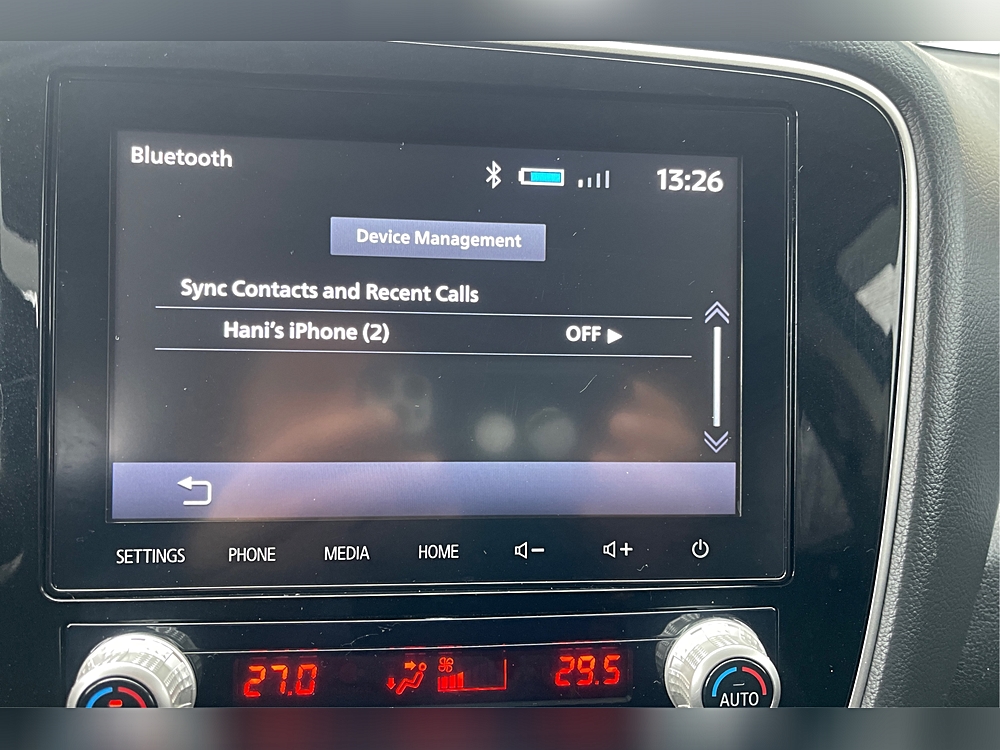 Bluetooth
13:26
Device Management
Sync Contacts and Recent Calls
Hani's iPhone (2) OFF
SETTINGS PHONE MEDIA HOME
27.0 29.5
AUTO